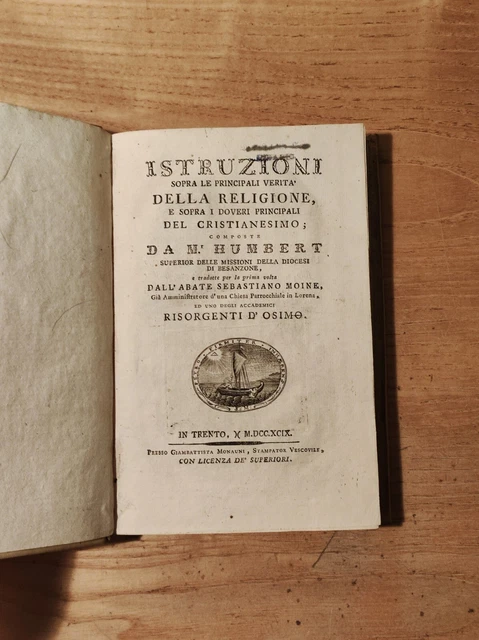 ISTRUZIONI
SOPRA LE PRINCIPALI VERITA'
DELLA RELIGIONE,
E SOPRA I DOVERI PRINCIPALI
DEL CRISTIANESIMO;
COMPOSTE
DA M.r HUMBERT
SUPERIOR DELLE MISSIONI DELLA DIOCESI
DI BESANZONE,
e tradotte per la prima volta
DALL'ABATE SEBASTIANO MOINE,
Già Amministratore d'una Chiesa Parrocchiale in Lorena,
ED UNO DEGLI ACCADEMICI
RISORGENTI D'OSIMO.
IN TRENTO, )( M.DCC.XCIX.
PRESSO GIAMBATTISTA MONAUNI, STAMPATOR VESCOVILE,
CON LICENZA DE' SUPERIORI.